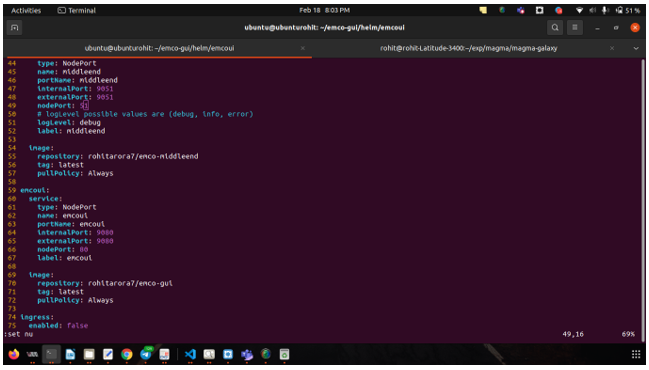 Activities Terminal Feb 18 8:03 PM 51 %
ubuntu@ubunturohit: ~/emco-gui/helm/emcoui
ubuntu@ubunturohit: ~/emco-gui/helm/emcoui rohit@rohit-Latitude-3400:~/exp/magma/magma-galaxy
44 type: NodePort
45 name: middleend
46 portName: middleend
47 internalPort: 9051
48 externalPort: 9051
49 nodePort: 51
50 # logLevel possible values are (debug, info, error)
51 logLevel: debug
52 label: middleend
53
54 image:
55 repository: rohitarora7/emco-middleend
56 tag: latest
57 pullPolicy: Always
58
59 emcoui:
60 service:
61 type: NodePort
62 name: emcoui
63 portName: emcoui
64 internalPort: 9080
65 externalPort: 9080
66 nodePort: 80
67 label: emcoui
68
69 image:
70 repository: rohitarora7/emco-gui
71 tag: latest
72 pullPolicy: Always
73
74 ingress:
75 enabled: false
:set nu 49,16 69%